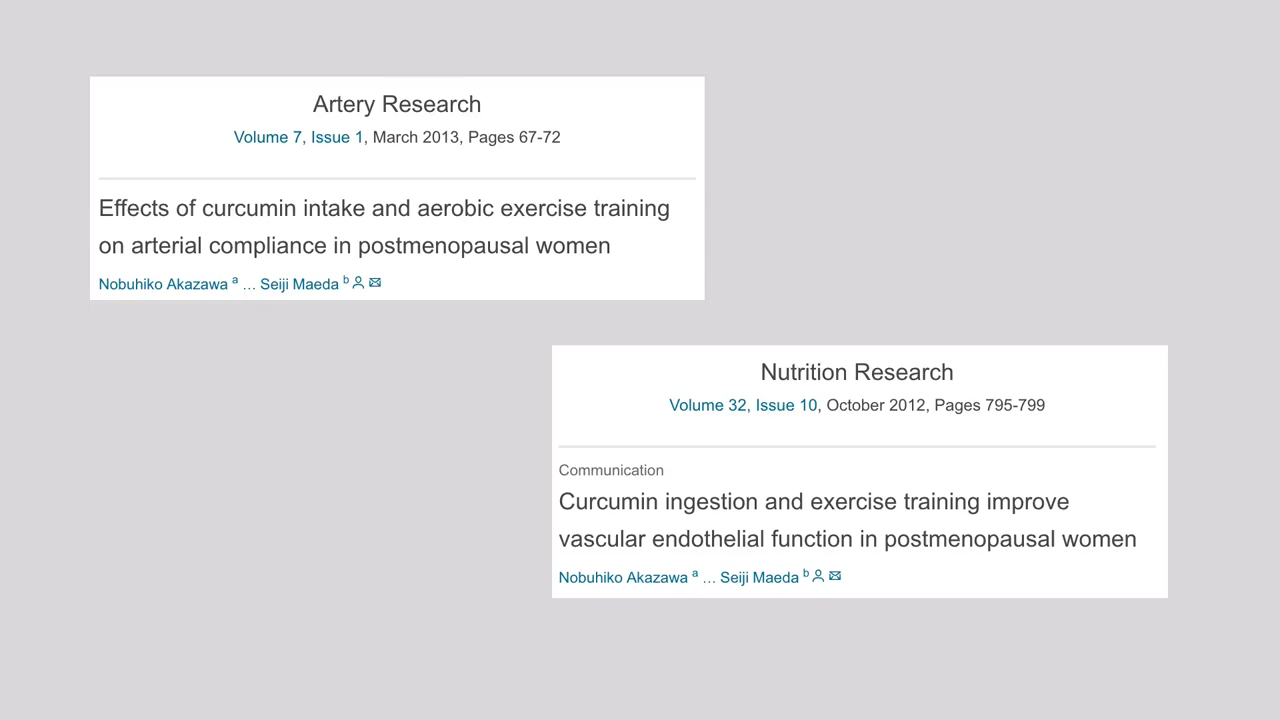 Artery Research
Volume 7, Issue 1, March 2013, Pages 67-72
Effects of curcumin intake and aerobic exercise training
on arterial compliance in postmenopausal women
Nobuhiko Akazawa a … Seiji Maeda b
Nutrition Research
Volume 32, Issue 10, October 2012, Pages 795-799
Communication
Curcumin ingestion and exercise training improve
vascular endothelial function in postmenopausal women
Nobuhiko Akazawa a … Seiji Maeda b